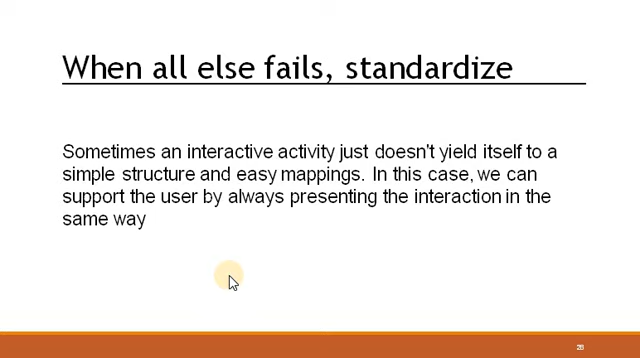 When all else fails, standardize
Sometimes an interactive activity just doesn't yield itself to a
simple structure and easy mappings. In this case, we can
support the user by always presenting the interaction in the
same way
28